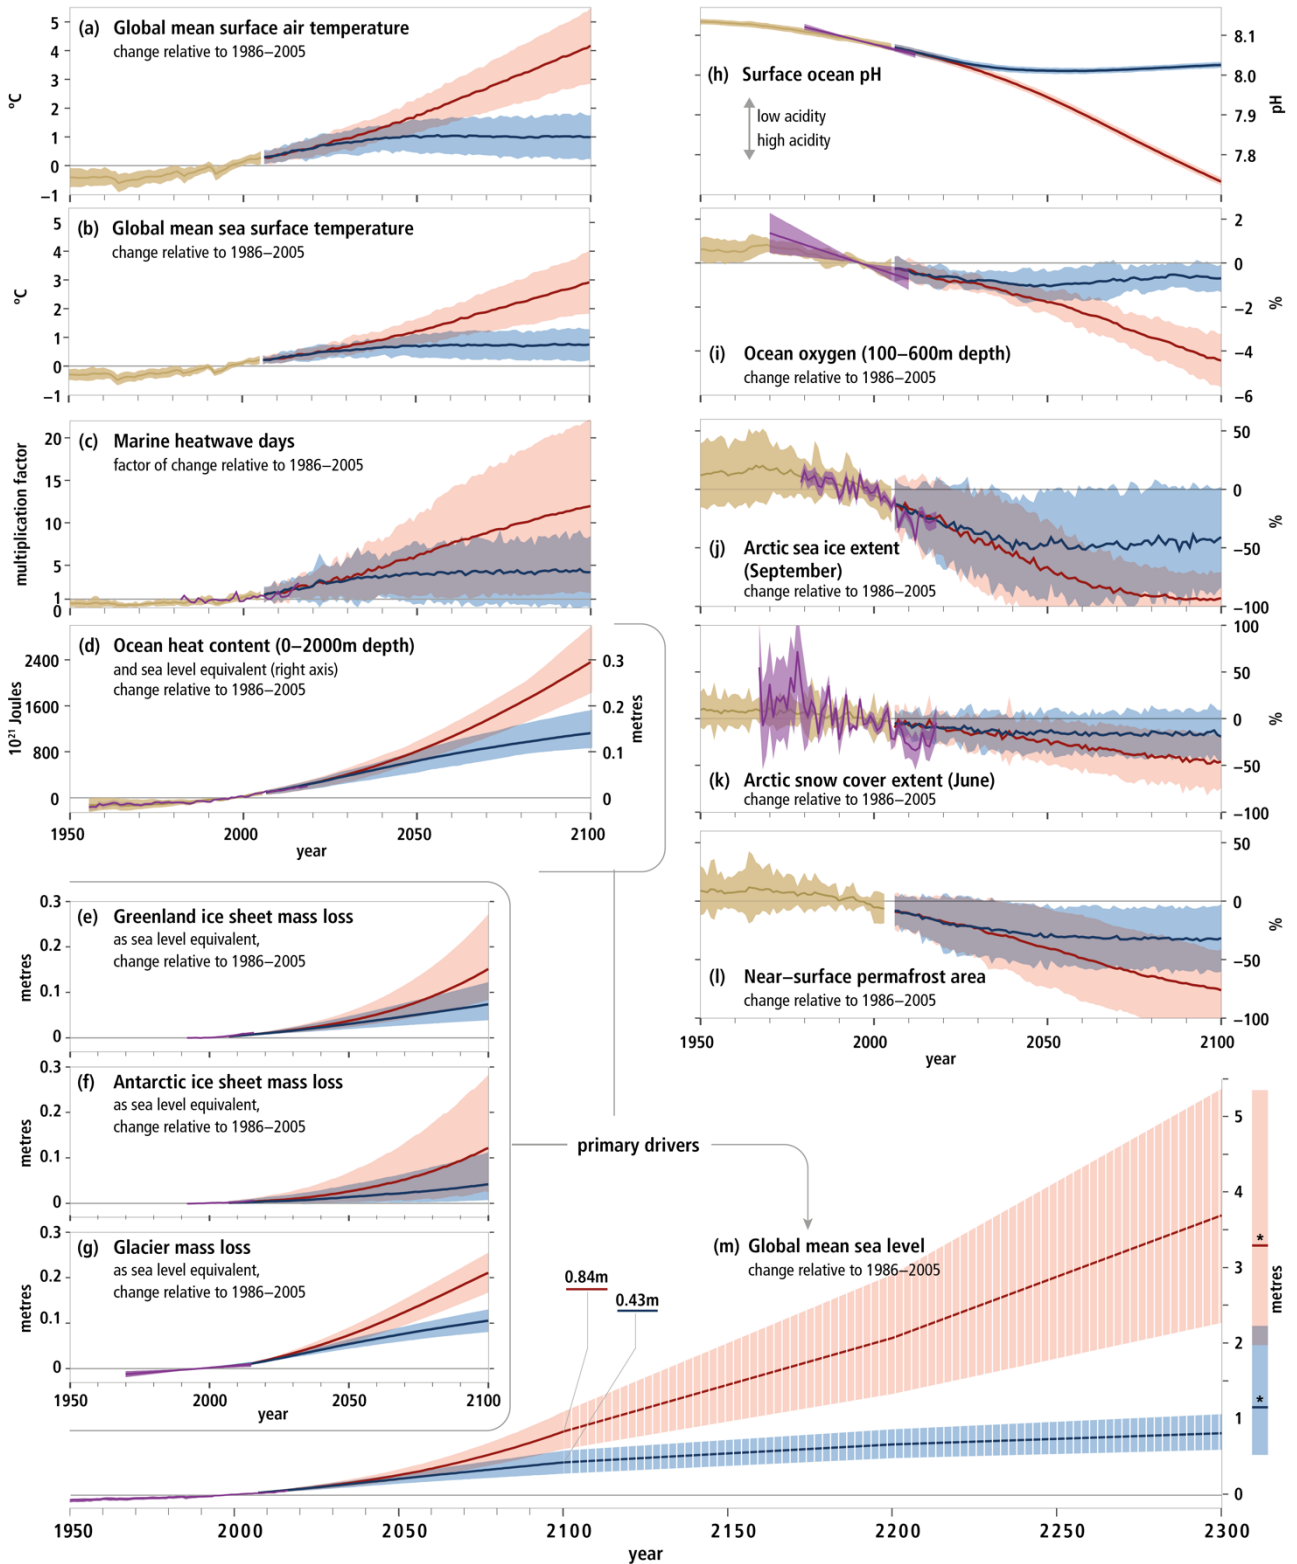 (a) Global mean surface air temperature
change relative to 1986–2005
5
4
3
2
1
0
−1
°C
(b) Global mean sea surface temperature
change relative to 1986–2005
5
4
3
2
1
0
−1
°C
(c) Marine heatwave days
factor of change relative to 1986–2005
20
15
10
5
1
0
multiplication factor
(d) Ocean heat content (0–2000m depth)
and sea level equivalent (right axis)
change relative to 1986–2005
2400
1600
800
0
10²¹ Joules
0.3
0.2
0.1
0
metres
1950 2000 2050 2100
year
(e) Greenland ice sheet mass loss
as sea level equivalent,
change relative to 1986–2005
0.3
0.2
0.1
0
metres
(f) Antarctic ice sheet mass loss
as sea level equivalent,
change relative to 1986–2005
0.3
0.2
0.1
0
metres
(g) Glacier mass loss
as sea level equivalent,
change relative to 1986–2005
0.3
0.2
0.1
0
metres
1950 2000 2050 2100
year
(h) Surface ocean pH
low acidity
high acidity
8.1
8.0
7.9
7.8
pH
(i) Ocean oxygen (100–600m depth)
change relative to 1986–2005
2
0
−2
−4
−6
%
(j) Arctic sea ice extent
(September)
change relative to 1986–2005
50
0
−50
−100
%
(k) Arctic snow cover extent (June)
change relative to 1986–2005
100
50
0
−50
−100
%
(l) Near–surface permafrost area
change relative to 1986–2005
50
0
−50
−100
%
1950 2000 2050 2100
year
primary drivers
(m) Global mean sea level
change relative to 1986–2005
0.84m
0.43m
5
4
3
2
1
0
metres
*
*
1950 2000 2050 2100 2150 2200 2250 2300
year